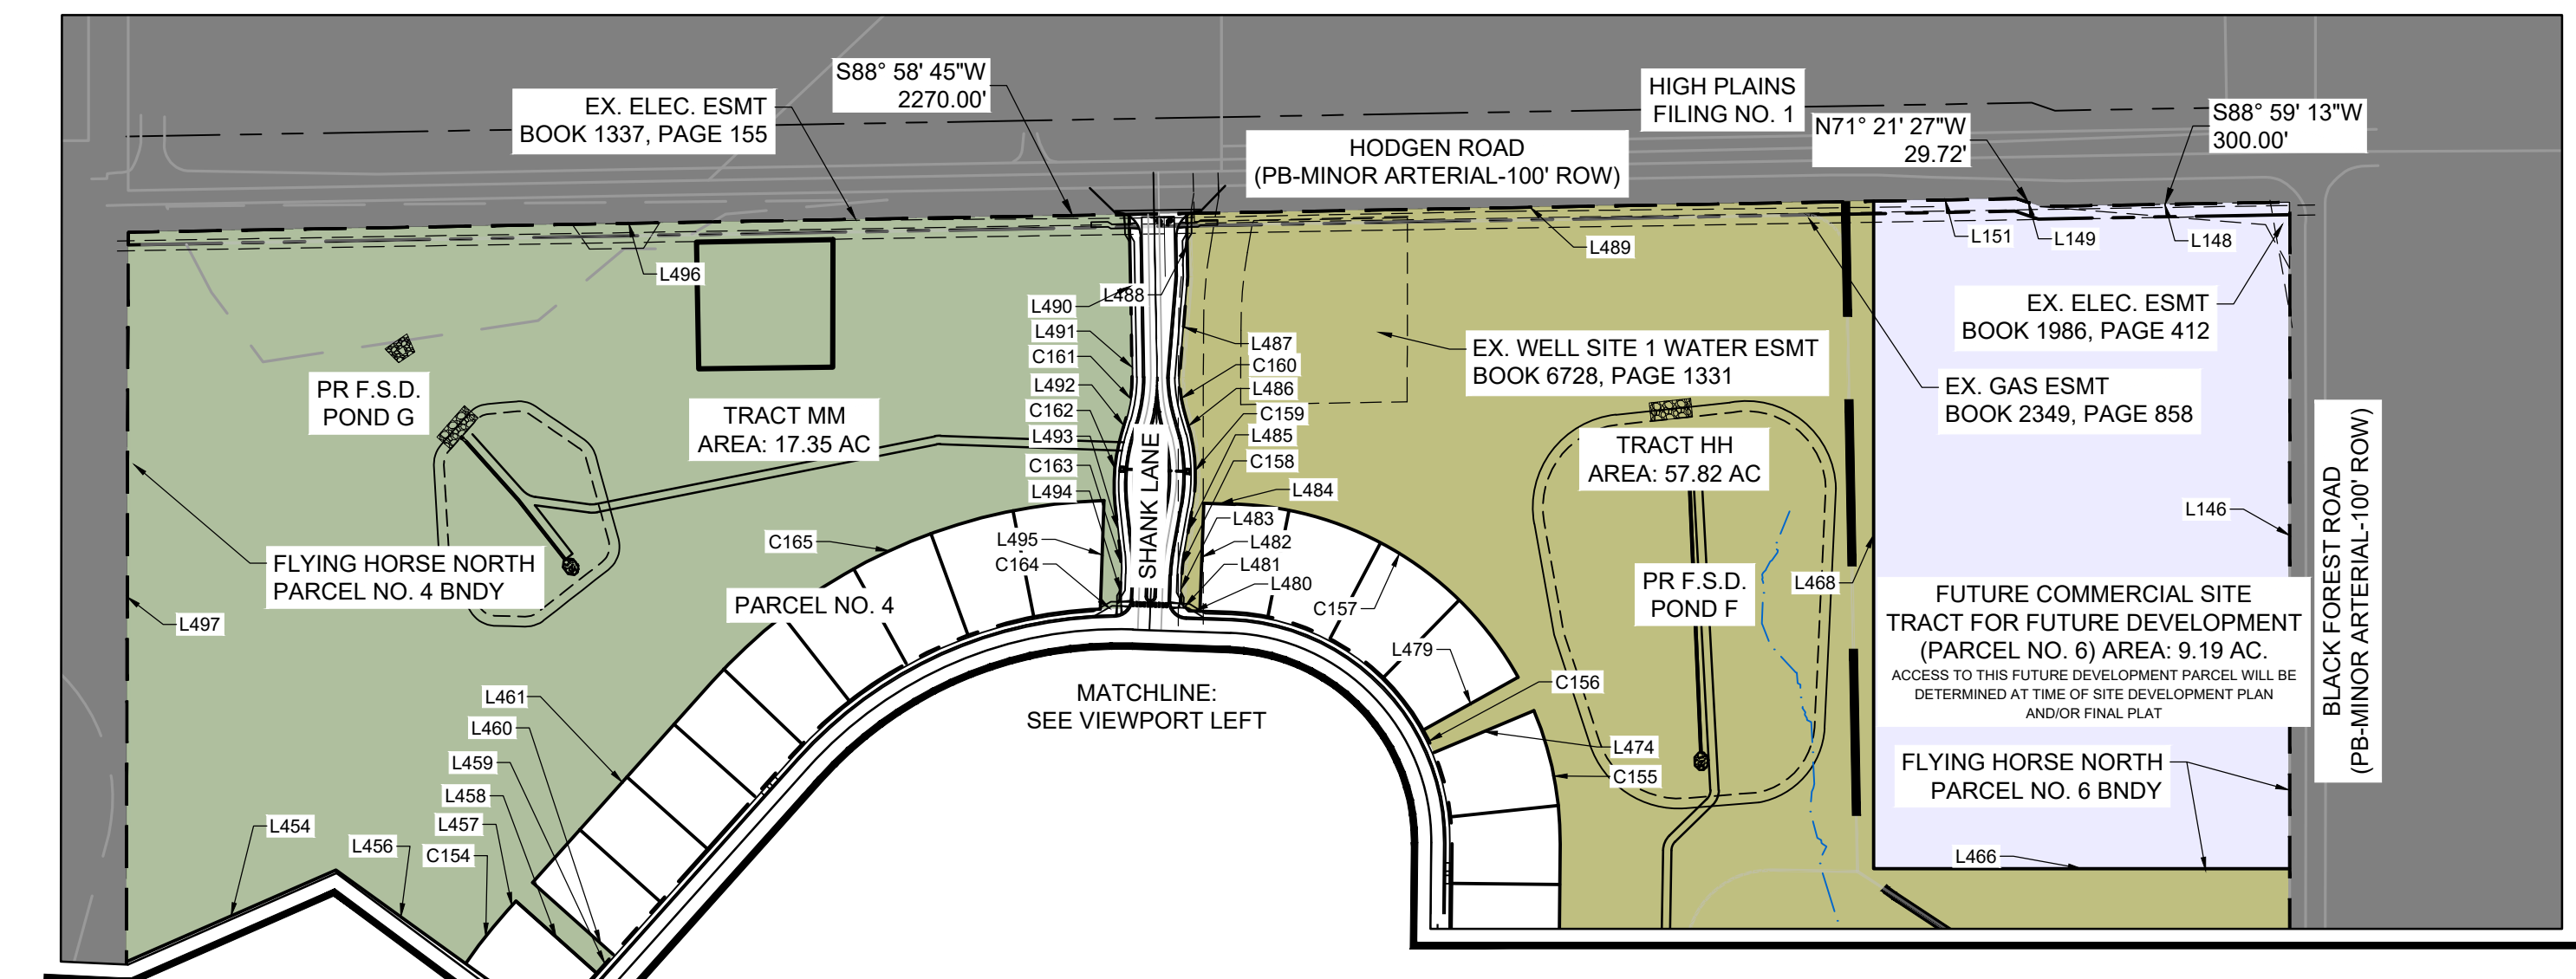 S88° 58' 45"W
2270.00'
EX. ELEC. ESMT
BOOK 1337, PAGE 155
HIGH PLAINS
FILING NO. 1
HODGEN ROAD
(PB-MINOR ARTERIAL-100' ROW)
N71° 21' 27"W
29.72'
S88° 59' 13"W
300.00'
L496
L490
L488
L491
C161
L492
C162
L493
C163
L494
L487
C160
L486
C159
L485
C158
L484
L489
L151
L149
L148
EX. ELEC. ESMT
BOOK 1986, PAGE 412
EX. WELL SITE 1 WATER ESMT
BOOK 6728, PAGE 1331
EX. GAS ESMT
BOOK 2349, PAGE 858
PR F.S.D.
POND G
TRACT MM
AREA: 17.35 AC
SHANK LANE
TRACT HH
AREA: 57.82 AC
BLACK FOREST ROAD
(PB-MINOR ARTERIAL-100' ROW)
L146
FLYING HORSE NORTH
PARCEL NO. 4 BNDY
L497
C165
L495
C164
L483
L482
L481
L480
C157
PARCEL NO. 4
PR F.S.D.
POND F
L468
FUTURE COMMERCIAL SITE
TRACT FOR FUTURE DEVELOPMENT
(PARCEL NO. 6) AREA: 9.19 AC.
ACCESS TO THIS FUTURE DEVELOPMENT PARCEL WILL BE
DETERMINED AT TIME OF SITE DEVELOPMENT PLAN
AND/OR FINAL PLAT
L479
C156
L474
C155
MATCHLINE:
SEE VIEWPORT LEFT
L461
L460
L459
L458
L457
C154
L456
L454
FLYING HORSE NORTH
PARCEL NO. 6 BNDY
L466